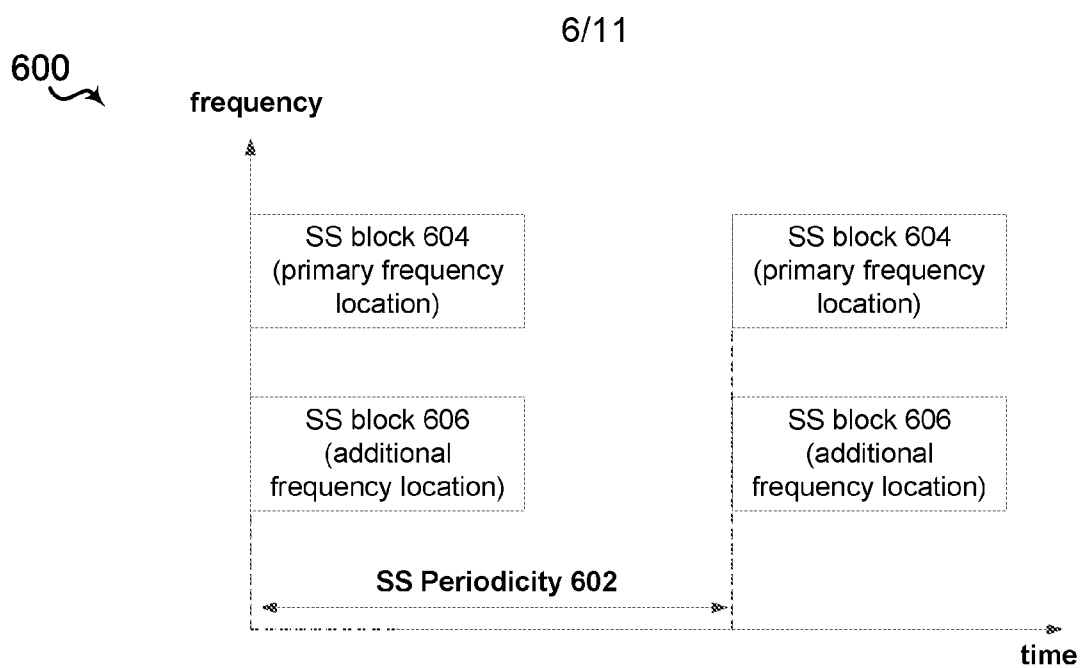 6/11
600
frequency
SS block 604
(primary frequency
location)
SS block 604
(primary frequency
location)
SS block 606
(additional
frequency location)
SS block 606
(additional
frequency location)
SS Periodicity 602
time